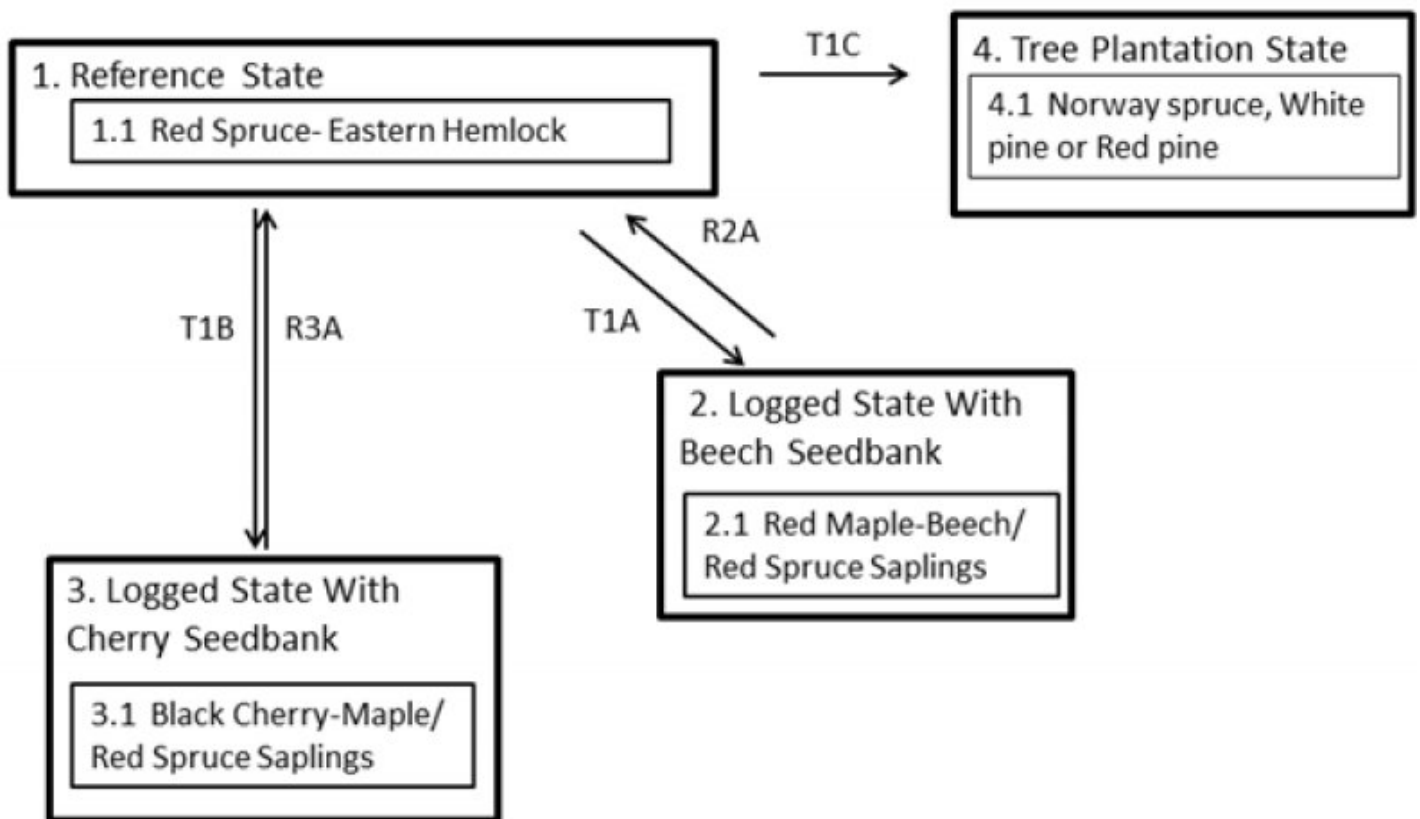 1. Reference State
1.1 Red Spruce- Eastern Hemlock
T1C
4. Tree Plantation State
4.1 Norway spruce, White
pine or Red pine
R2A
T1A
T1B
R3A
2. Logged State With
Beech Seedbank
2.1 Red Maple-Beech/
Red Spruce Saplings
3. Logged State With
Cherry Seedbank
3.1 Black Cherry-Maple/
Red Spruce Saplings